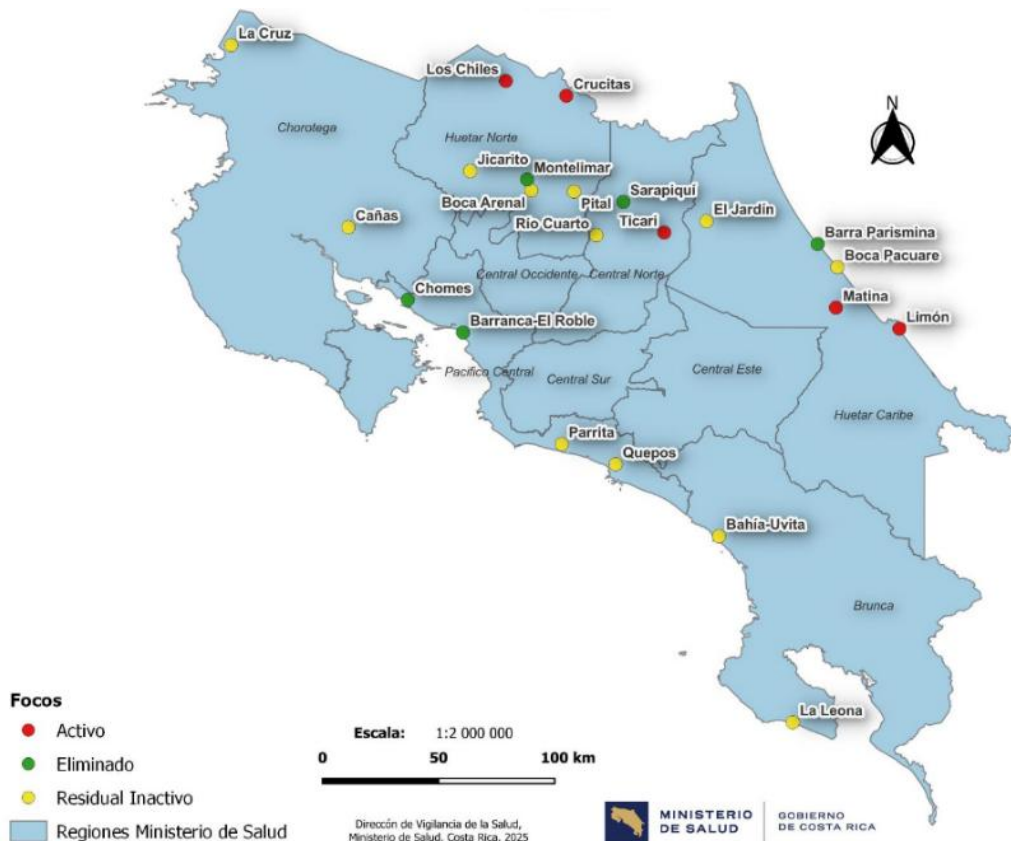 La Cruz
Los Chiles
Crucitas
N
Chorotega
Huetar Norte
Jicarito
Montelimar
Boca Arenal
Pital
Sarapiquí
Río Cuarto
Ticari
El Jardín
Cañas
Barra Parismina
Boca Pacuare
Central Occidente
Central Norte
Chomes
Matina
Limón
Barranca-El Roble
Pacífico Central
Central Sur
Central Este
Huetar Caribe
Parrita
Quepos
Bahía-Uvita
Brunca
La Leona
Focos
Activo
Eliminado
Residual Inactivo
Regiones Ministerio de Salud
Escala: 1:2 000 000
0 50 100 km
Direccón de Vigilancia de la Salud,
Ministerio de Salud. Costa Rica, 2025
MINISTERIO
DE SALUD
GOBIERNO
DE COSTA RICA